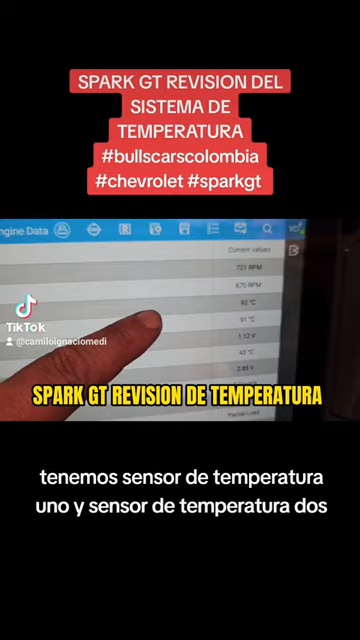 SPARK GT REVISION DEL
SISTEMA DE
TEMPERATURA
#bullscarscolombia
#chevrolet #sparkgt
ngine Data
VCI
Current values
721 RPM
670 RPM
92 °C
91 °C
1.12 V
43 °C
2.85 V
Partial Load
TikTok
@camiloignaciomedi
SPARK GT REVISION DE TEMPERATURA
tenemos sensor de temperatura
uno y sensor de temperatura dos